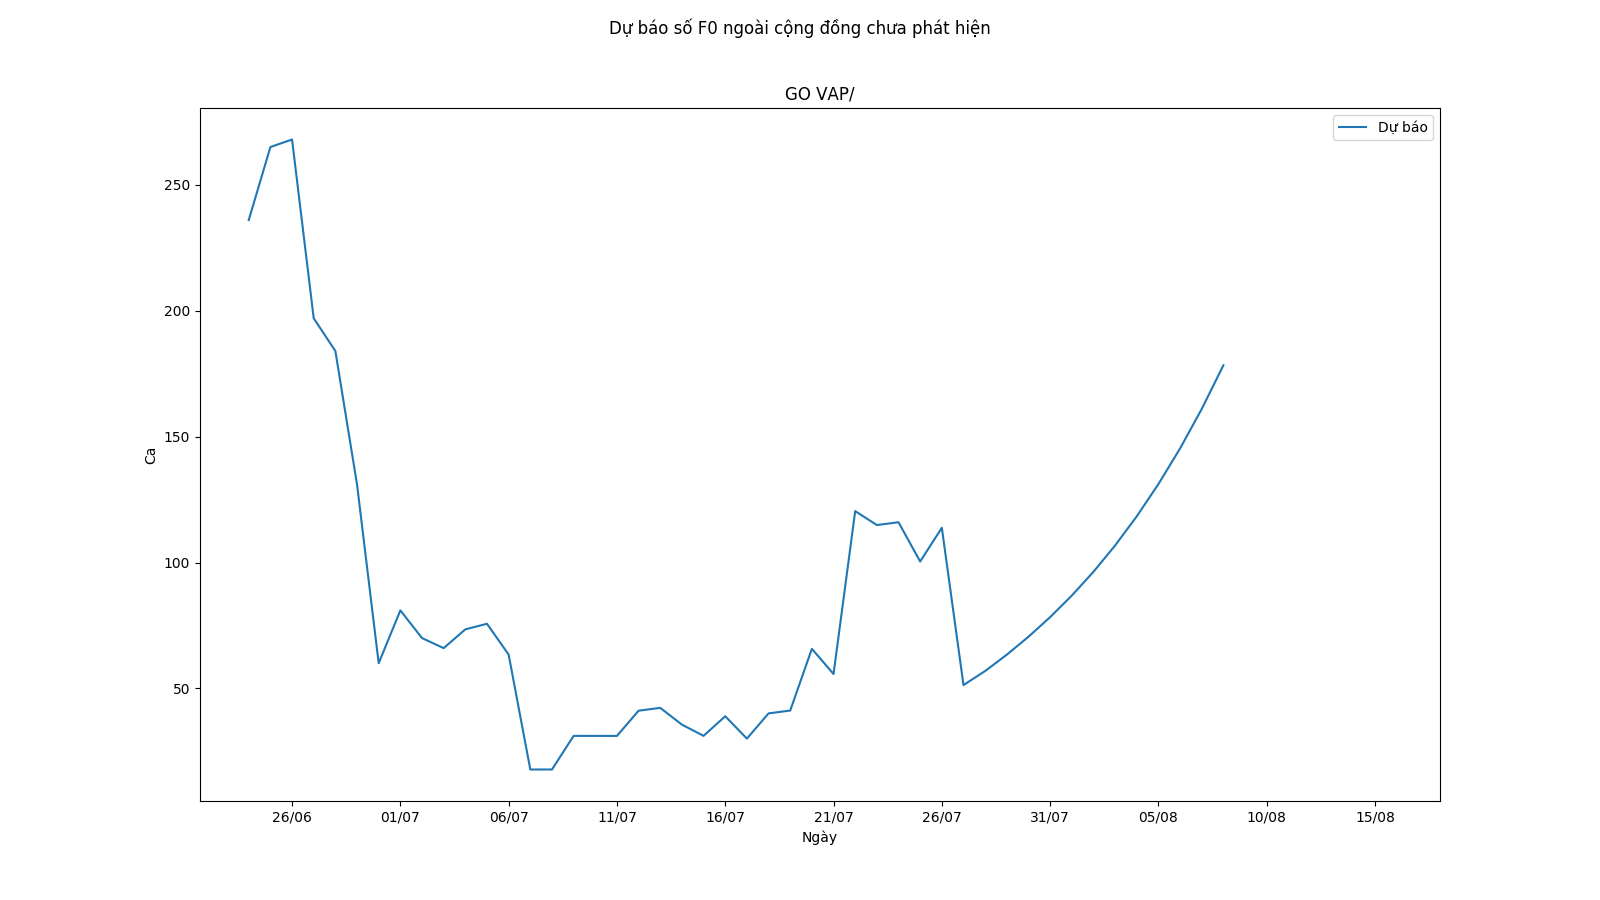 Dự báo số F0 ngoài cộng đồng chưa phát hiện
GO VAP/
Dự báo
250
200
150
100
50
Ca
26/06 01/07 06/07 11/07 16/07 21/07 26/07 31/07 05/08 10/08 15/08
Ngày